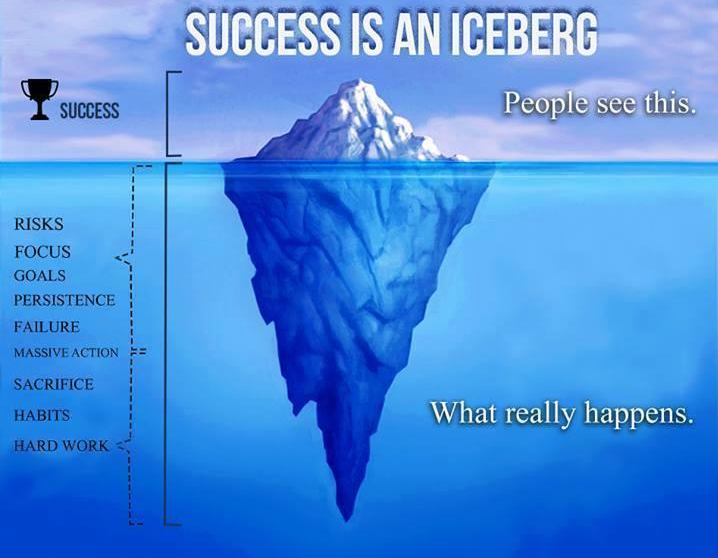 SUCCESS IS AN ICEBERG
SUCCESS
People see this.
RISKS
FOCUS
GOALS
PERSISTENCE
FAILURE
MASSIVE ACTION
SACRIFICE
HABITS
HARD WORK
What really happens.